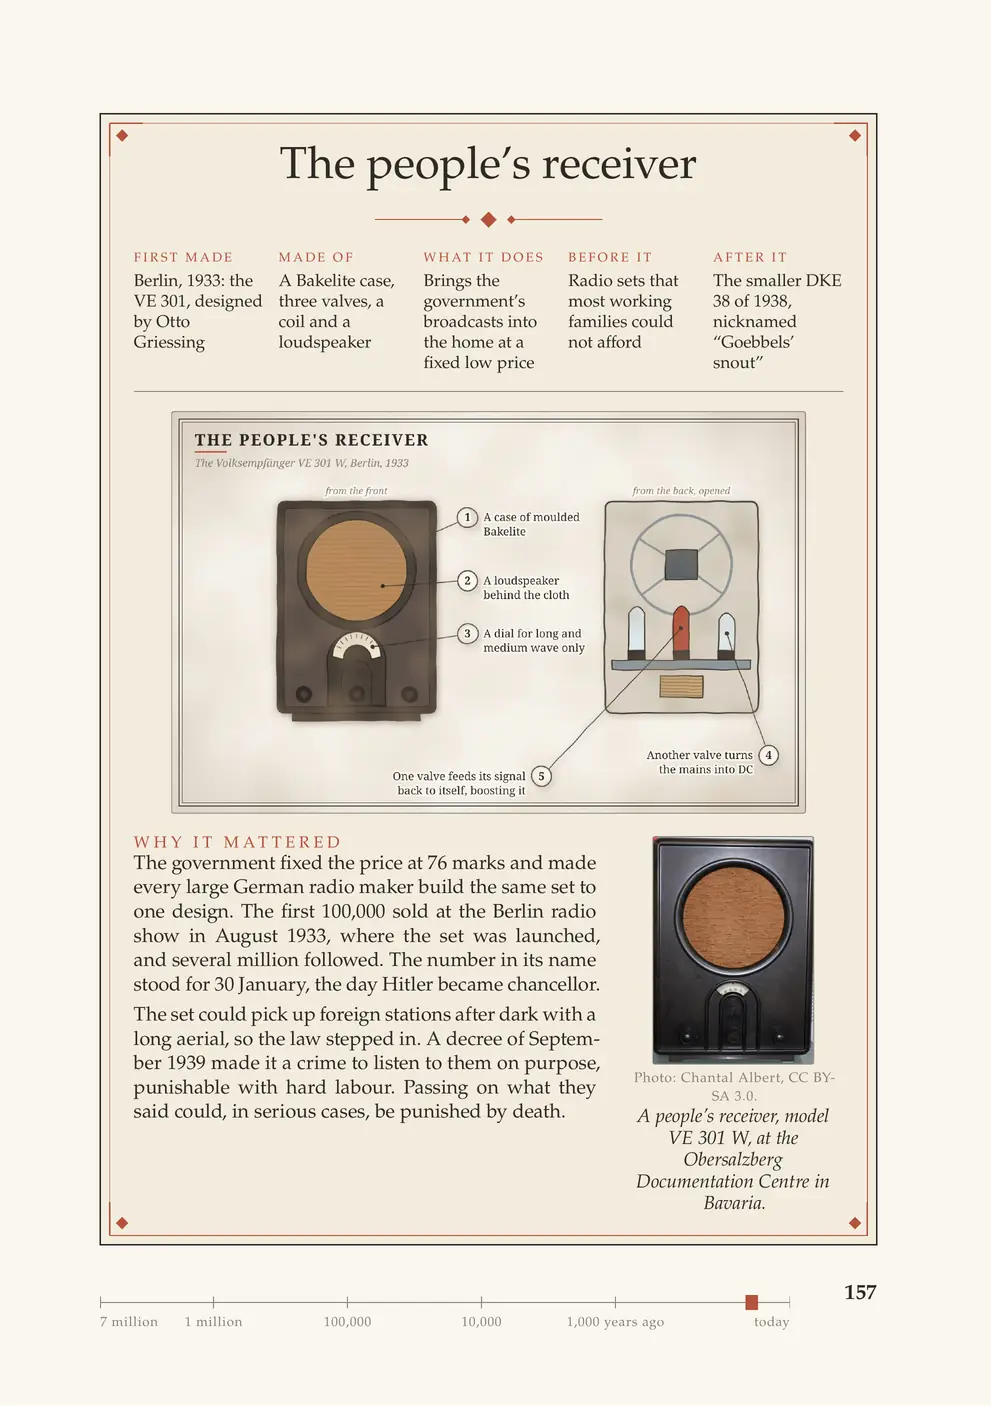 The people’s receiver
FIRST MADE
Berlin, 1933: the
VE 301, designed
by Otto
Griessing
MADE OF
A Bakelite case,
three valves, a
coil and a
loudspeaker
WHAT IT DOES
Brings the
government’s
broadcasts into
the home at a
fixed low price
BEFORE IT
Radio sets that
most working
families could
not afford
AFTER IT
The smaller DKE
38 of 1938,
nicknamed
“Goebbels’
snout”
THE PEOPLE'S RECEIVER
The Volksempfänger VE 301 W, Berlin, 1933
from the front
from the back, opened
1 A case of moulded
Bakelite
2 A loudspeaker
behind the cloth
3 A dial for long and
medium wave only
Another valve turns 4
the mains into DC
One valve feeds its signal 5
back to itself, boosting it
WHY IT MATTERED
The government fixed the price at 76 marks and made
every large German radio maker build the same set to
one design. The first 100,000 sold at the Berlin radio
show in August 1933, where the set was launched,
and several million followed. The number in its name
stood for 30 January, the day Hitler became chancellor.
The set could pick up foreign stations after dark with a
long aerial, so the law stepped in. A decree of Septem-
ber 1939 made it a crime to listen to them on purpose,
punishable with hard labour. Passing on what they
said could, in serious cases, be punished by death.
Photo: Chantal Albert, CC BY-
SA 3.0.
A people’s receiver, model
VE 301 W, at the
Obersalzberg
Documentation Centre in
Bavaria.
157
7 million 1 million 100,000 10,000 1,000 years ago today